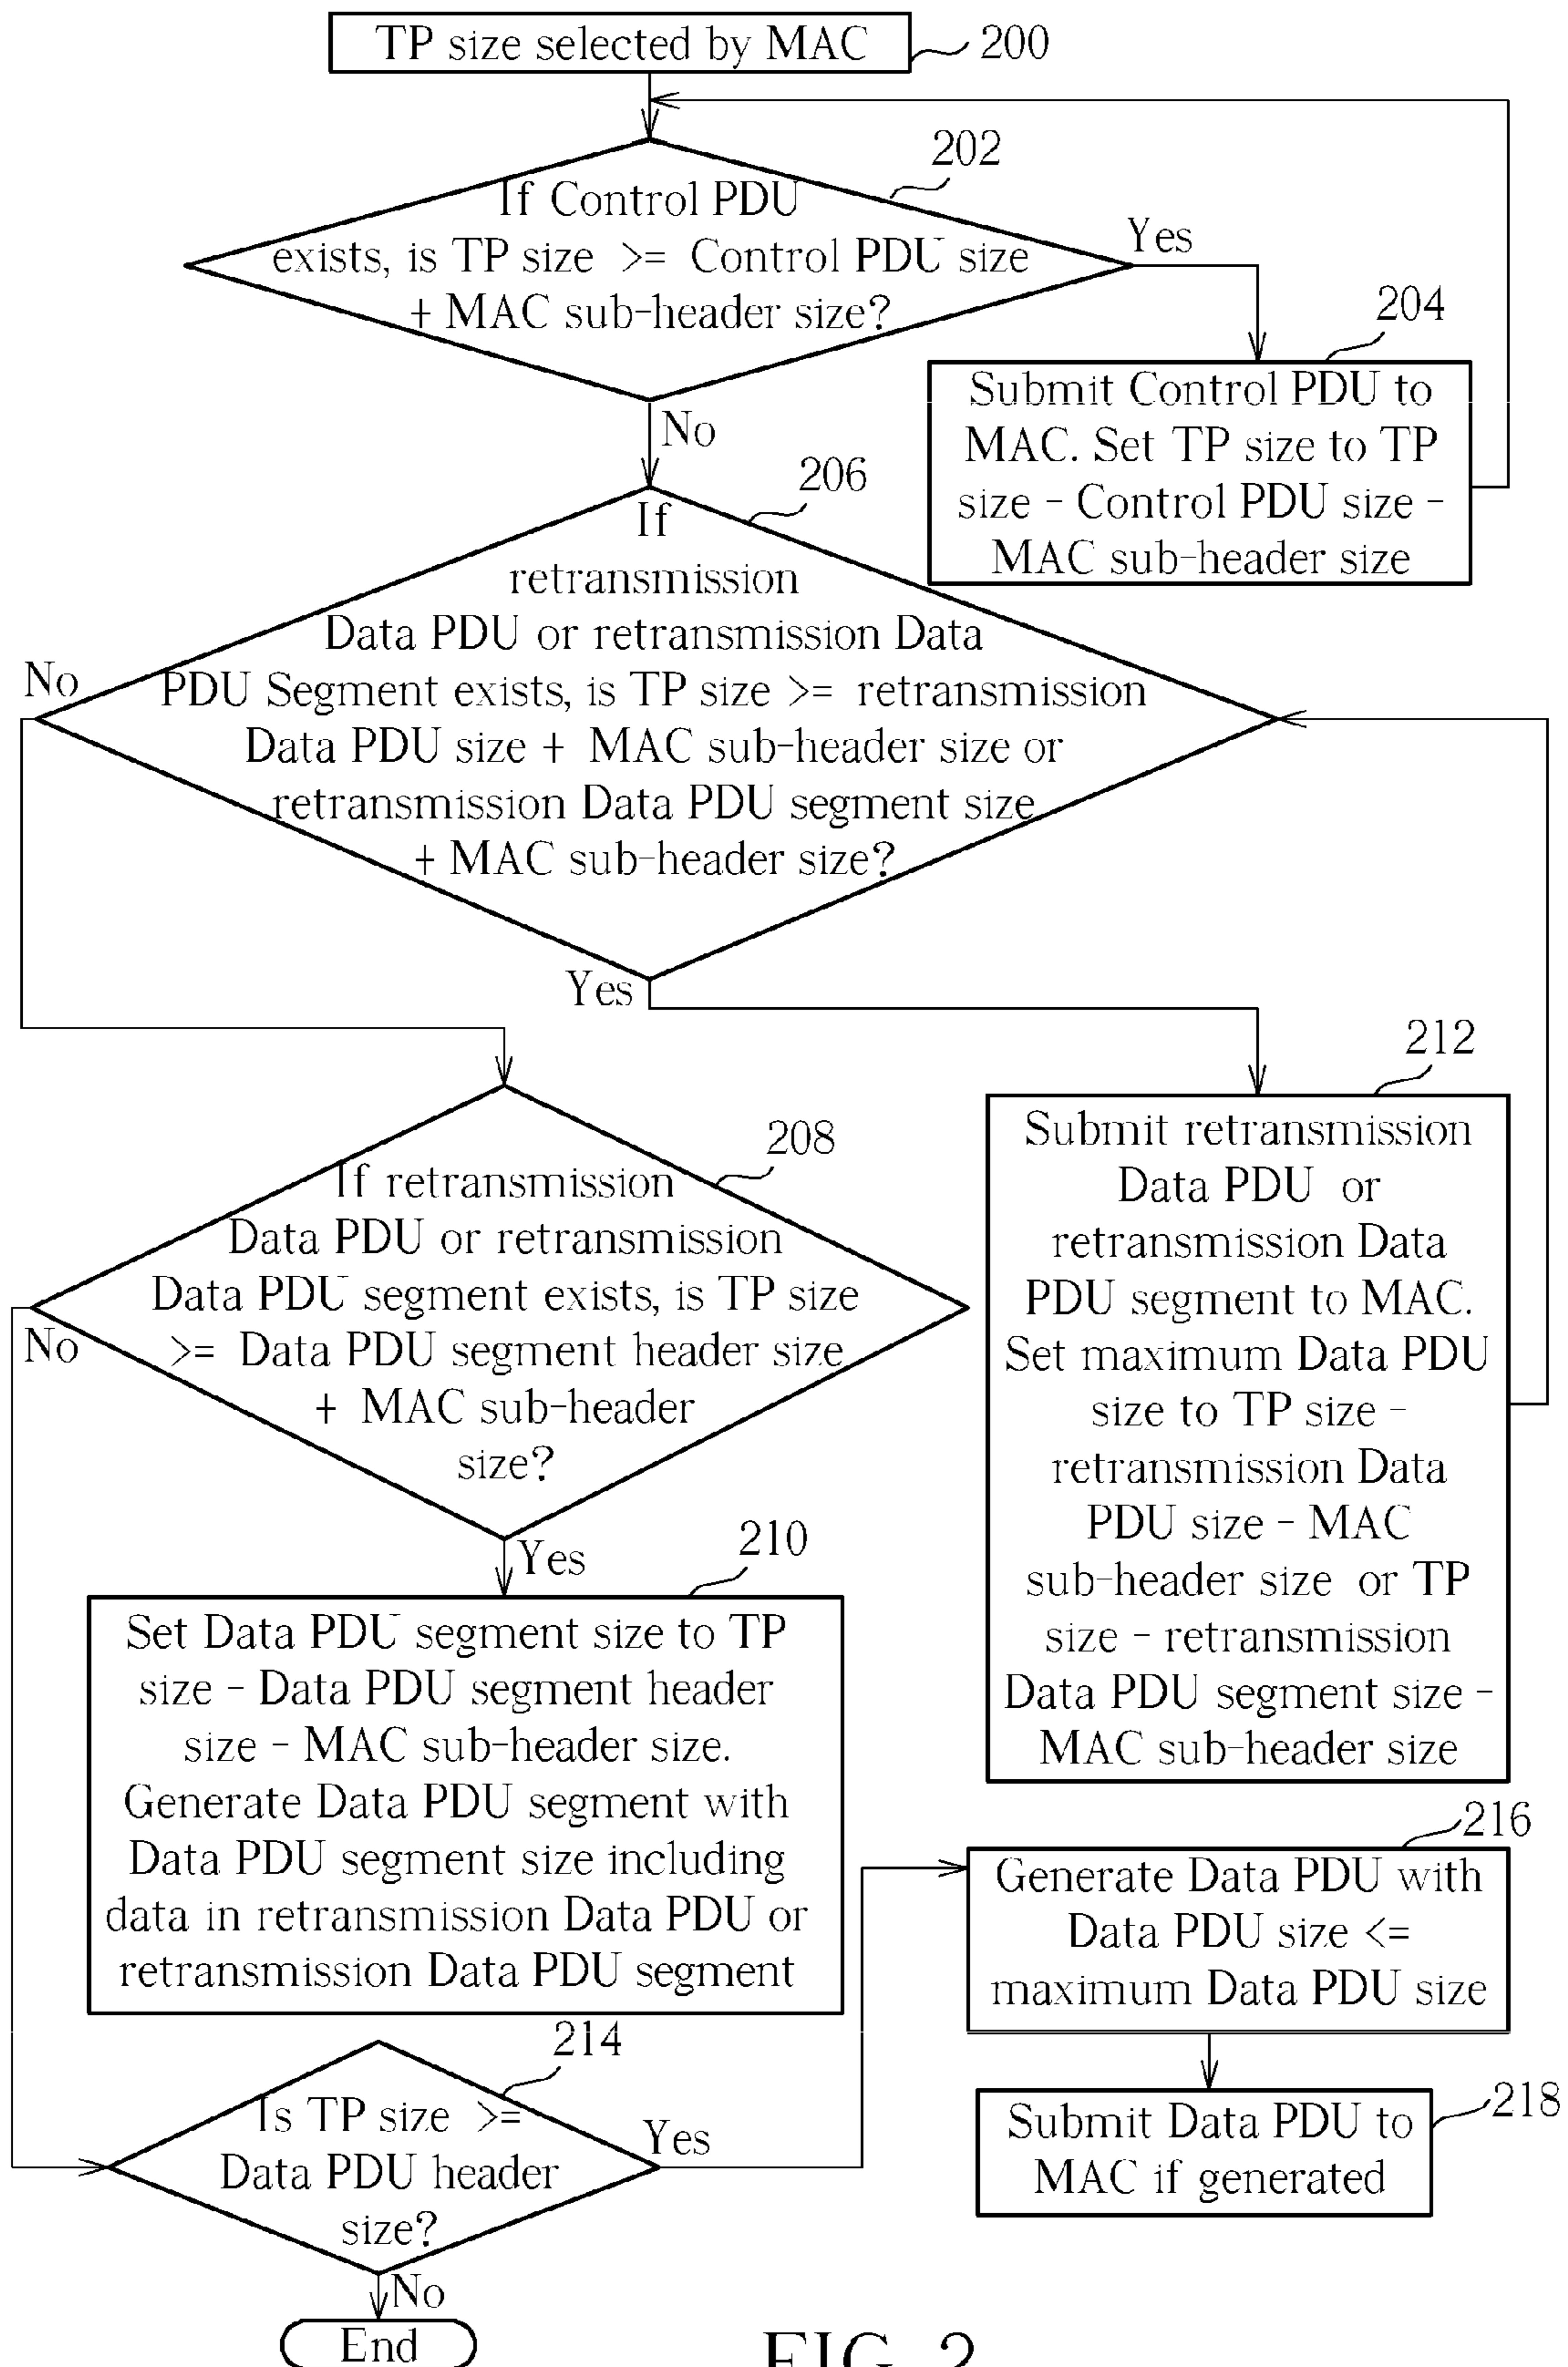 TP size selected by MAC
200
202
If Control PDU
exists, is TP size >= Control PDU size
+ MAC sub-header size?
Yes
No
204
Submit Control PDU to
MAC. Set TP size to TP
size - Control PDU size -
MAC sub-header size
206
If
retransmission
Data PDU or retransmission Data
PDU Segment exists, is TP size >= retransmission
Data PDU size + MAC sub-header size or
retransmission Data PDU segment size
+ MAC sub-header size?
No
Yes
208
If retransmission
Data PDU or retransmission
Data PDU segment exists, is TP size
>= Data PDU segment header size
+ MAC sub-header
size?
No
Yes
212
Submit retransmission
Data PDU or
retransmission Data
PDU segment to MAC.
Set maximum Data PDU
size to TP size -
retransmission Data
PDU size - MAC
sub-header size or TP
size - retransmission
Data PDU segment size -
MAC sub-header size
210
Set Data PDU segment size to TP
size - Data PDU segment header
size - MAC sub-header size.
Generate Data PDU segment with
Data PDU segment size including
data in retransmission Data PDU or
retransmission Data PDU segment
214
Is TP size >=
Data PDU header
size?
Yes
No
End
216
Generate Data PDU with
Data PDU size <=
maximum Data PDU size
218
Submit Data PDU to
MAC if generated
FIG. 2